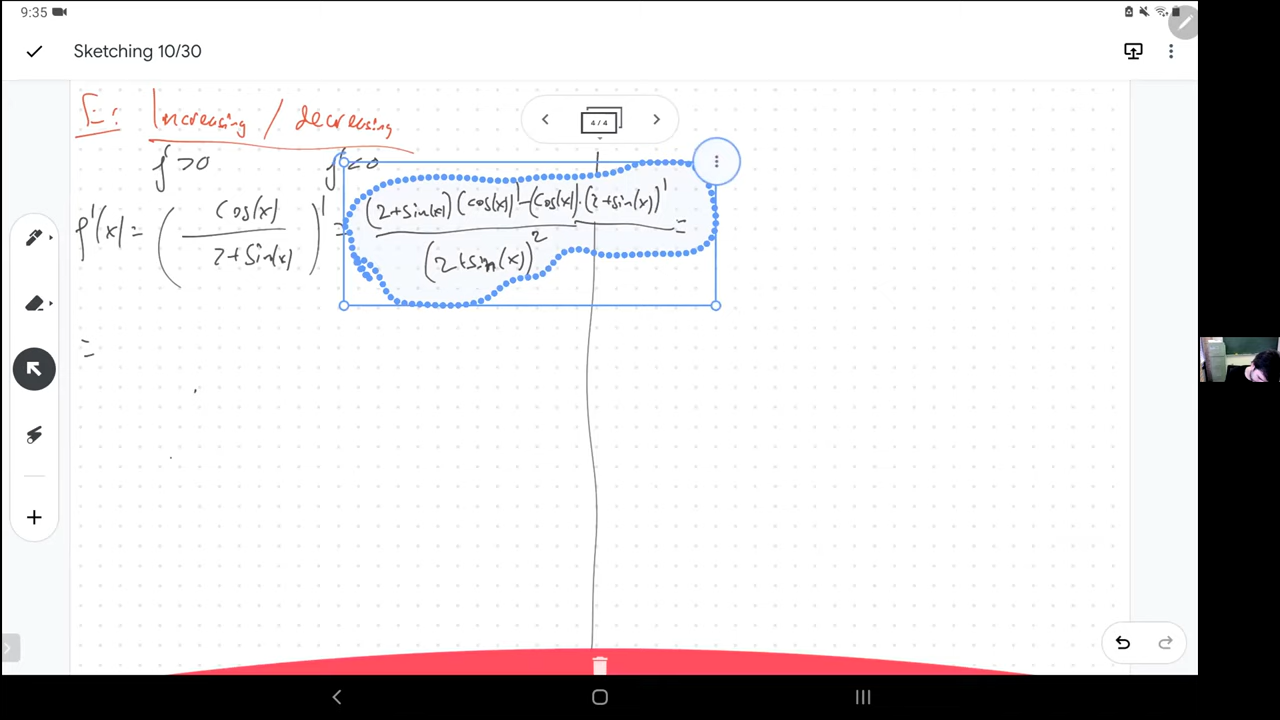 9:35
Sketching 10/30
E: Increasing / decreasing
4/4
f' > 0 f' < 0
f'(x) = ( cos(x) / 2+sin(x) )' = (2+sin(x))(cos(x))' - (cos(x))·(2+sin(x))' / (2+sin(x))^2 =
=